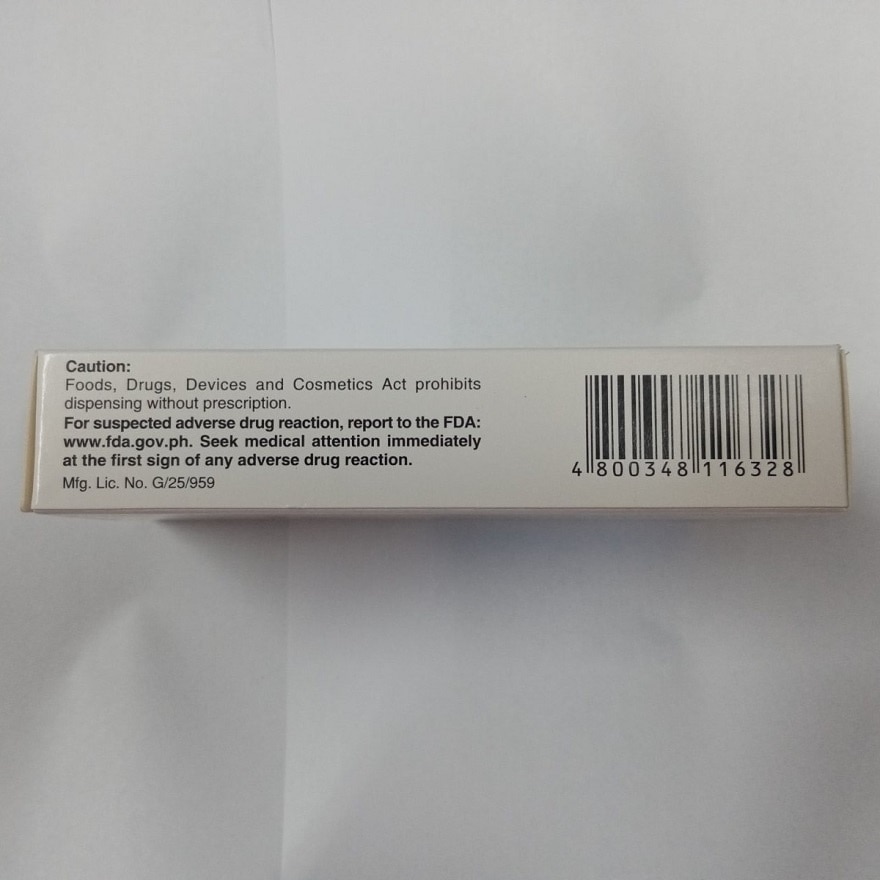 Caution:
Foods, Drugs, Devices and Cosmetics Act prohibits
dispensing without prescription.
For suspected adverse drug reaction, report to the FDA:
www.fda.gov.ph. Seek medical attention immediately
at the first sign of any adverse drug reaction.
Mfg. Lic. No. G/25/959
4 800348 116328